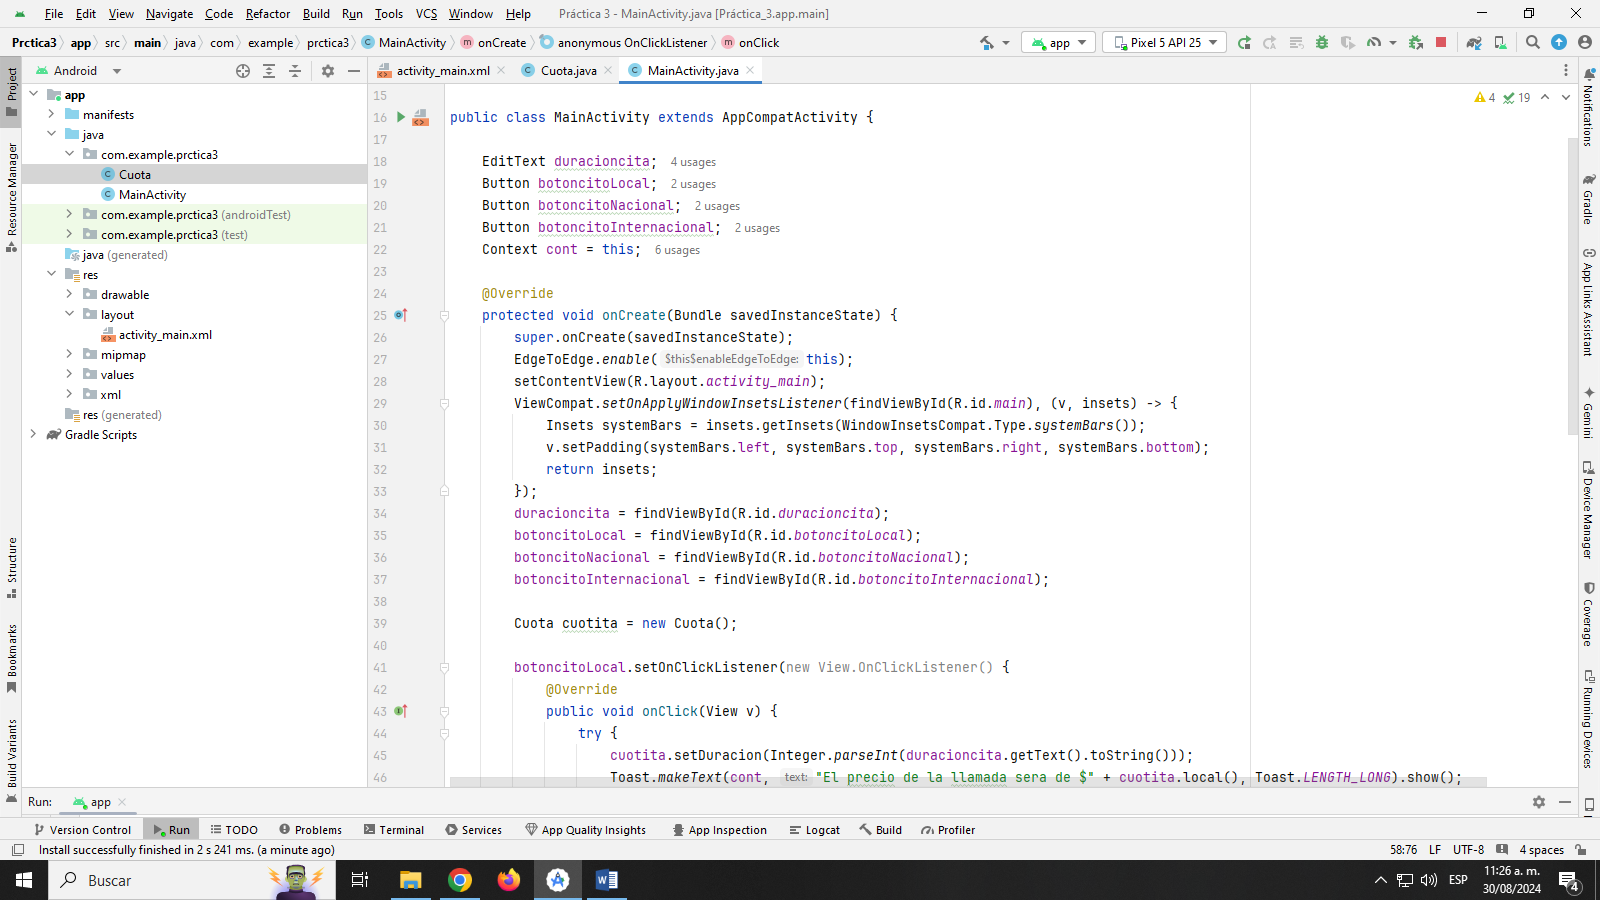 File Edit View Navigate Code Refactor Build Run Tools VCS Window Help Práctica 3 - MainActivity.java [Práctica_3.app.main]
Prctica3 app src main java com example prctica3 MainActivity onCreate anonymous OnClickListener onClick app Pixel 5 API 25
Android activity_main.xml Cuota.java MainActivity.java
Project
Resource Manager
Structure
Bookmarks
Build Variants
app
manifests
java
com.example.prctica3
Cuota
MainActivity
com.example.prctica3 (androidTest)
com.example.prctica3 (test)
java (generated)
res
drawable
layout
activity_main.xml
mipmap
values
xml
res (generated)
Gradle Scripts
4 19
15
16 public class MainActivity extends AppCompatActivity {
17
18 EditText duracioncita; 4 usages
19 Button botoncitoLocal; 2 usages
20 Button botoncitoNacional; 2 usages
21 Button botoncitoInternacional; 2 usages
22 Context cont = this; 6 usages
23
24 @Override
25 protected void onCreate(Bundle savedInstanceState) {
26 super.onCreate(savedInstanceState);
27 EdgeToEdge.enable( $this$enableEdgeToEdge: this);
28 setContentView(R.layout.activity_main);
29 ViewCompat.setOnApplyWindowInsetsListener(findViewById(R.id.main), (v, insets) -> {
30 Insets systemBars = insets.getInsets(WindowInsetsCompat.Type.systemBars());
31 v.setPadding(systemBars.left, systemBars.top, systemBars.right, systemBars.bottom);
32 return insets;
33 });
34 duracioncita = findViewById(R.id.duracioncita);
35 botoncitoLocal = findViewById(R.id.botoncitoLocal);
36 botoncitoNacional = findViewById(R.id.botoncitoNacional);
37 botoncitoInternacional = findViewById(R.id.botoncitoInternacional);
38
39 Cuota cuotita = new Cuota();
40
41 botoncitoLocal.setOnClickListener(new View.OnClickListener() {
42 @Override
43 public void onClick(View v) {
44 try {
45 cuotita.setDuracion(Integer.parseInt(duracioncita.getText().toString()));
46 Toast.makeText(cont, text: "El precio de la llamada sera de $" + cuotita.local(), Toast.LENGTH_LONG).show();
Notifications
Gradle
App Links Assistant
Gemini
Device Manager
Coverage
Running Devices
Run: app
Version Control Run TODO Problems Terminal Services App Quality Insights App Inspection Logcat Build Profiler
Install successfully finished in 2 s 241 ms. (a minute ago) 58:76 LF UTF-8 4 spaces
Buscar ESP 11:26 a. m.
30/08/2024 4